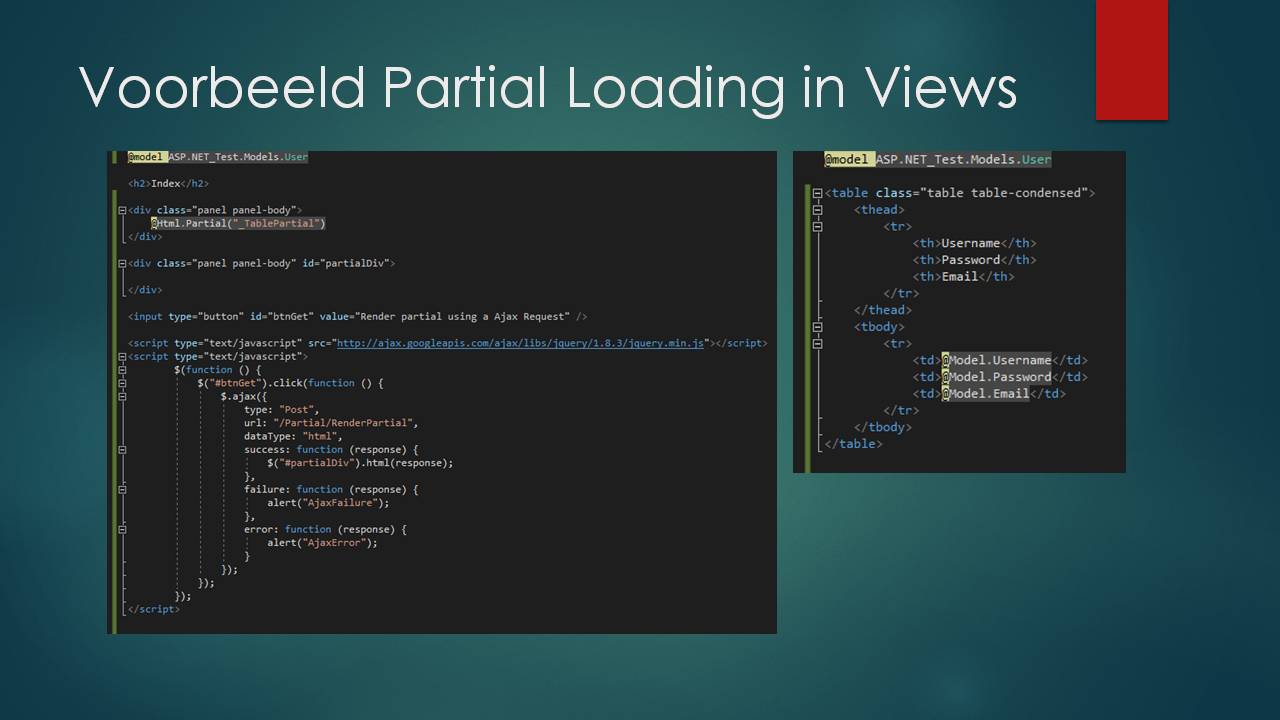 Voorbeeld Partial Loading in Views
@model ASP.NET_Test.Models.User
<h2>Index</h2>
<div class="panel panel-body">
@Html.Partial("_TablePartial")
</div>
<div class="panel panel-body" id="partialDiv">
</div>
<input type="button" id="btnGet" value="Render partial using a Ajax Request" />
<script type="text/javascript" src="http://ajax.googleapis.com/ajax/libs/jquery/1.8.3/jquery.min.js"></script>
<script type="text/javascript">
$(function () {
$("#btnGet").click(function () {
$.ajax({
type: "Post",
url: "/Partial/RenderPartial",
dataType: "html",
success: function (response) {
$("#partialDiv").html(response);
},
failure: function (response) {
alert("AjaxFailure");
},
error: function (response) {
alert("AjaxError");
}
});
});
});
</script>
@model ASP.NET_Test.Models.User
<table class="table table-condensed">
<thead>
<tr>
<th>Username</th>
<th>Password</th>
<th>Email</th>
</tr>
</thead>
<tbody>
<tr>
<td>@Model.Username</td>
<td>@Model.Password</td>
<td>@Model.Email</td>
</tr>
</tbody>
</table>